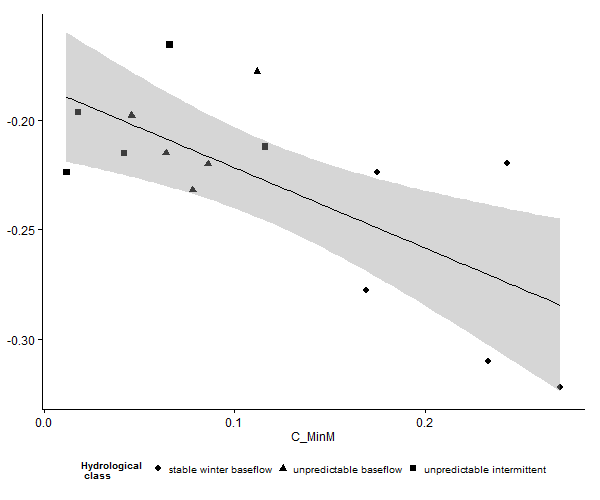 -0.20
-0.25
-0.30
0.0 0.1 0.2
C_MinM
Hydrological
class
stable winter baseflow unpredictable baseflow unpredictable intermittent